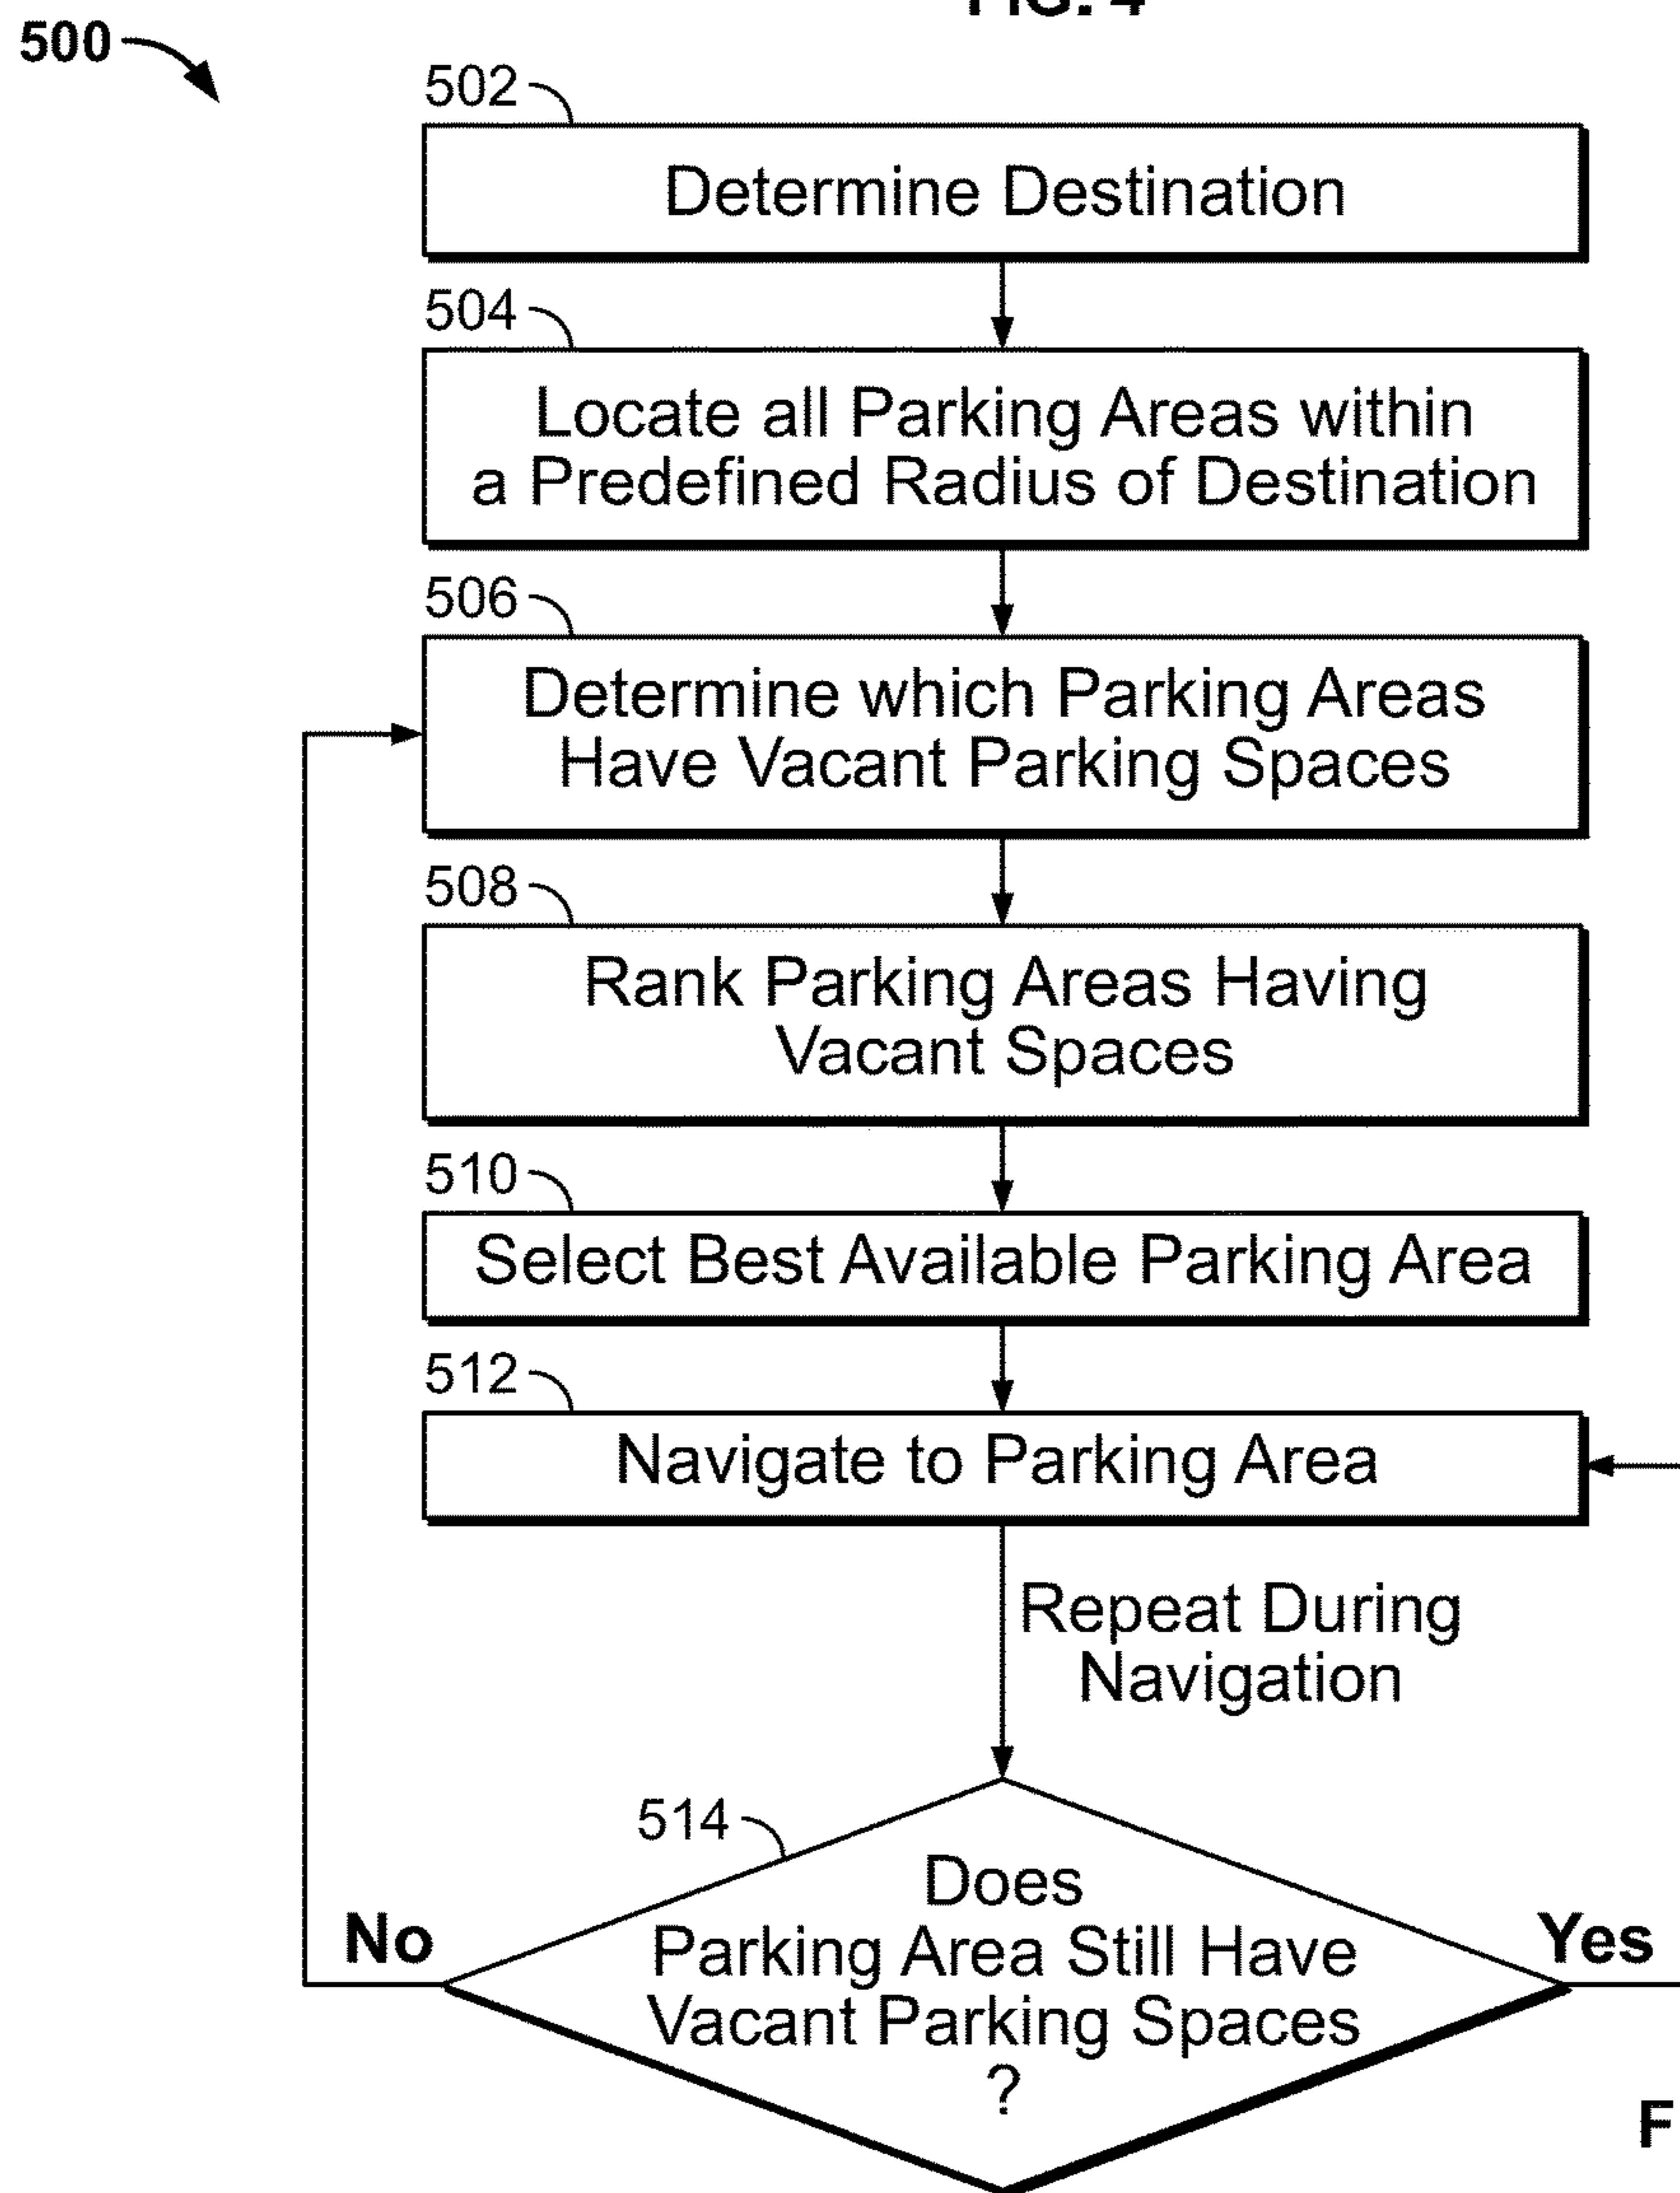 FIG. 4
500
502
Determine Destination
504
Locate all Parking Areas within
a Predefined Radius of Destination
506
Determine which Parking Areas
Have Vacant Parking Spaces
508
Rank Parking Areas Having
Vacant Spaces
510
Select Best Available Parking Area
512
Navigate to Parking Area
Repeat During
Navigation
514
Does
Parking Area Still Have
Vacant Parking Spaces
?
No
Yes
F